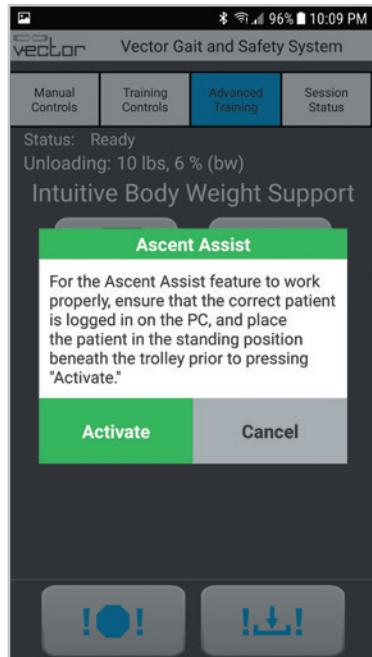 96% 10:09 PM
vector Vector Gait and Safety System
Manual Controls Training Controls Advanced Training Session Status
Status: Ready
Unloading: 10 lbs, 6 % (bw)
Intuitive Body Weight Support
Ascent Assist
For the Ascent Assist feature to work
properly, ensure that the correct patient
is logged in on the PC, and place
the patient in the standing position
beneath the trolley prior to pressing
"Activate."
Activate Cancel
! !
! !